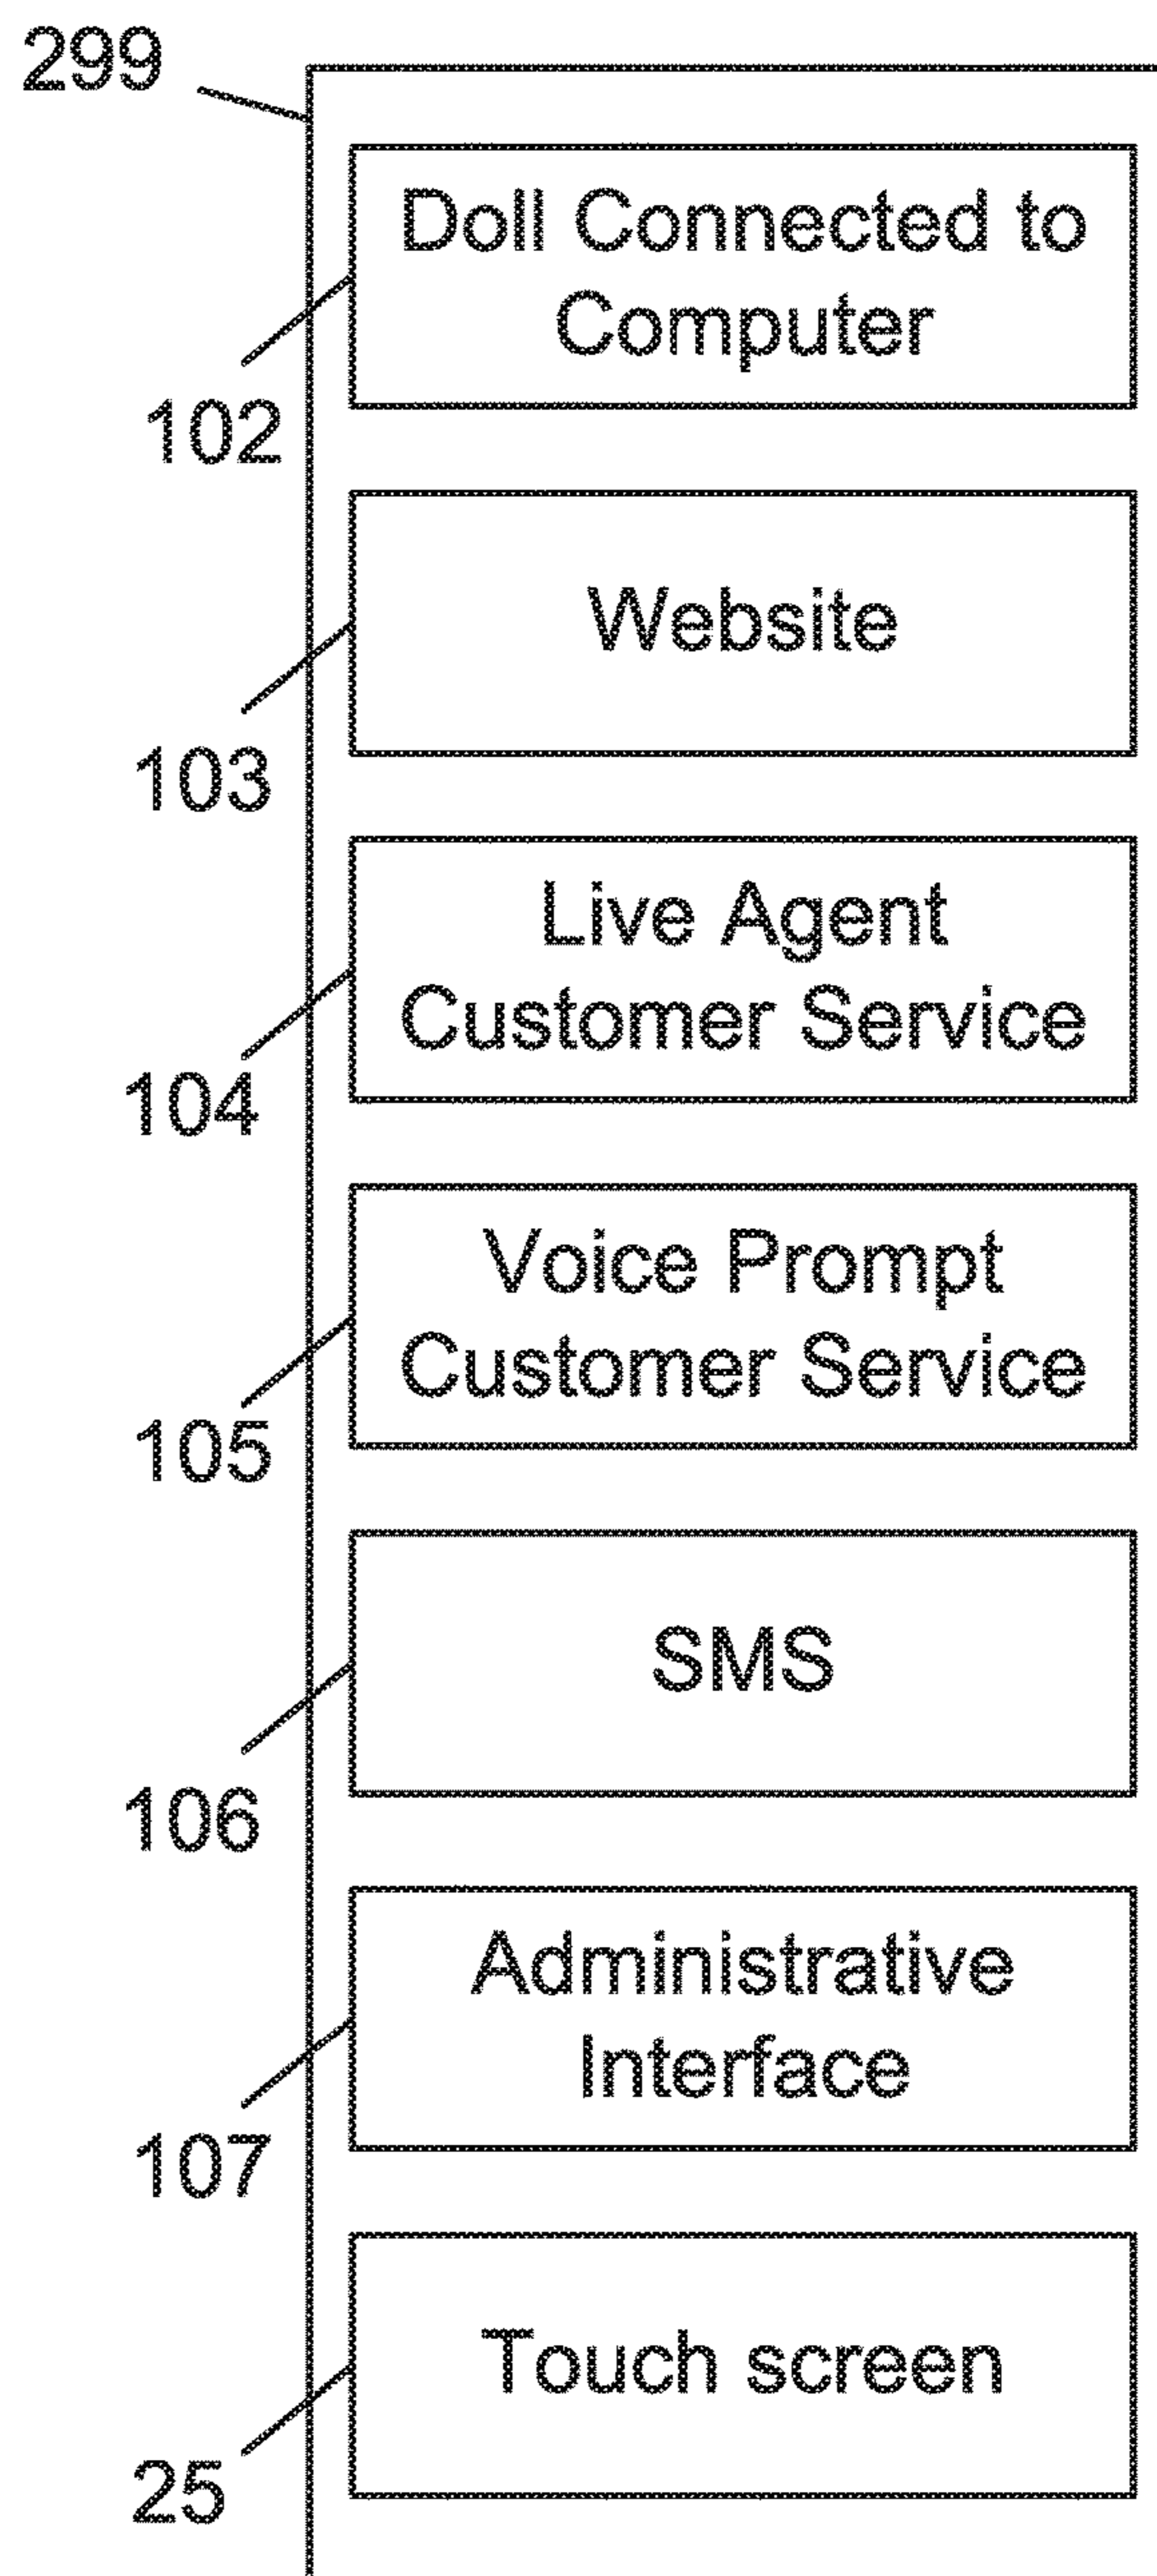 299
Doll Connected to
Computer
102
Website
103
Live Agent
Customer Service
104
Voice Prompt
Customer Service
105
SMS
106
Administrative
Interface
107
Touch screen
25